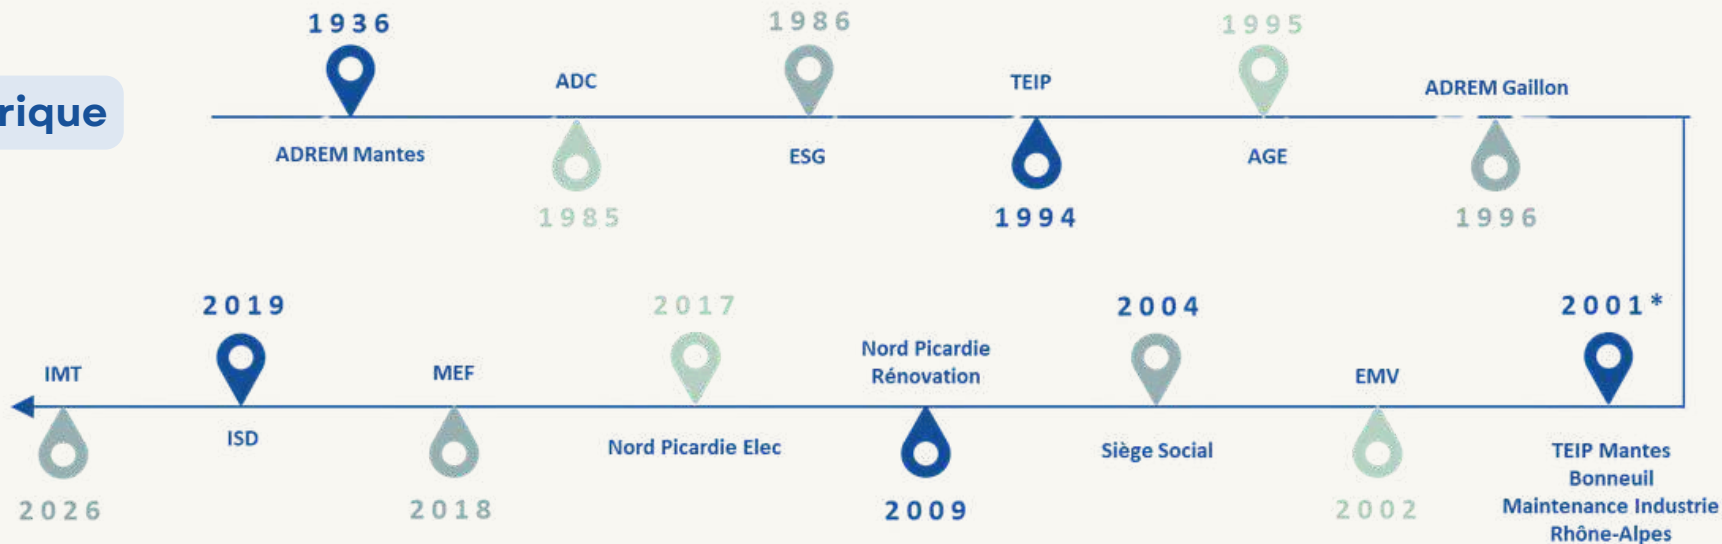 rique
1936
ADREM Mantes
ADC
1985
1986
ESG
TEIP
1994
1995
AGE
ADREM Gaillon
1996
2001*
TEIP Mantes
Bonneuil
Maintenance Industrie
Rhône-Alpes
EMV
2002
2004
Siège Social
Nord Picardie
Rénovation
2009
2017
Nord Picardie Elec
MEF
2018
2019
ISD
IMT
2026